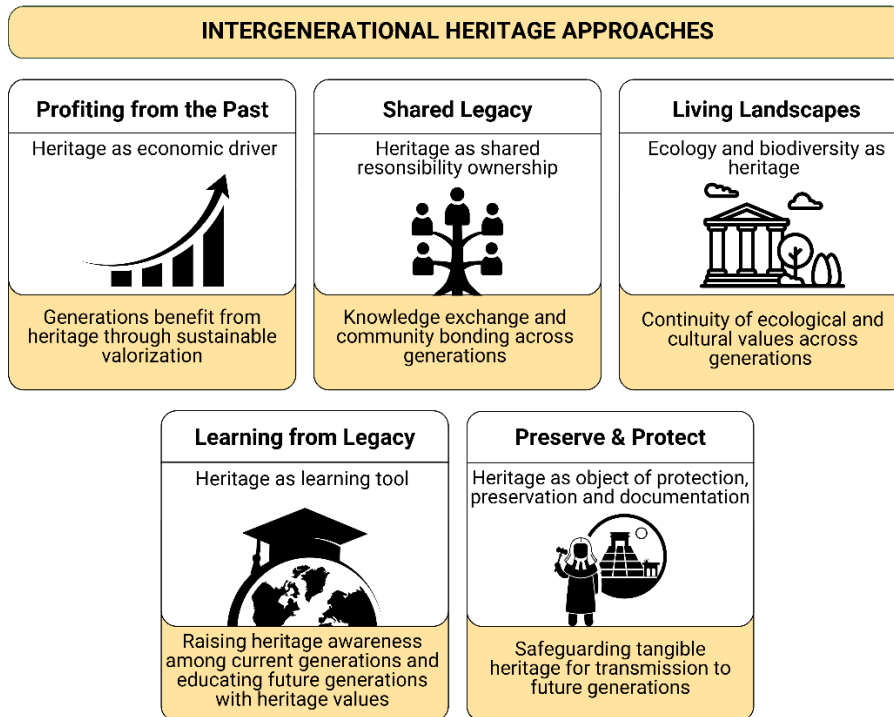 INTERGENERATIONAL HERITAGE APPROACHES
Profiting from the Past
Heritage as economic driver
Generations benefit from
heritage through sustainable
valorization
Shared Legacy
Heritage as shared
resonsibility ownership
Knowledge exchange and
community bonding across
generations
Living Landscapes
Ecology and biodiversity as
heritage
Continuity of ecological and
cultural values across
generations
Learning from Legacy
Heritage as learning tool
Raising heritage awareness
among current generations and
educating future generations
with heritage values
Preserve & Protect
Heritage as object of protection,
preservation and documentation
Safeguarding tangible
heritage for transmission to
future generations